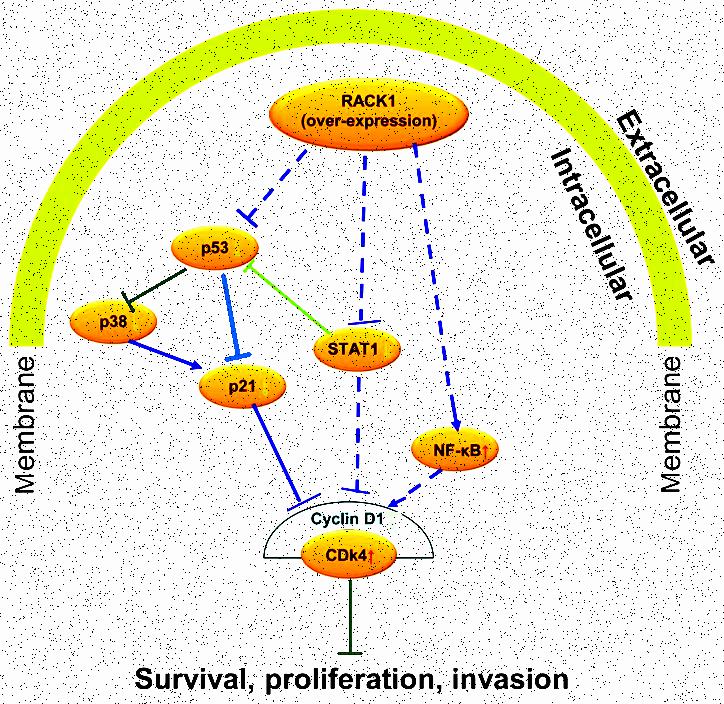 RACK1
(over-expression)
Extracellular
Intracellular
p53
p38
STAT1
p21
Membrane
Membrane
NF-κB↑
Cyclin D1
CDk4↑
Survival, proliferation, invasion